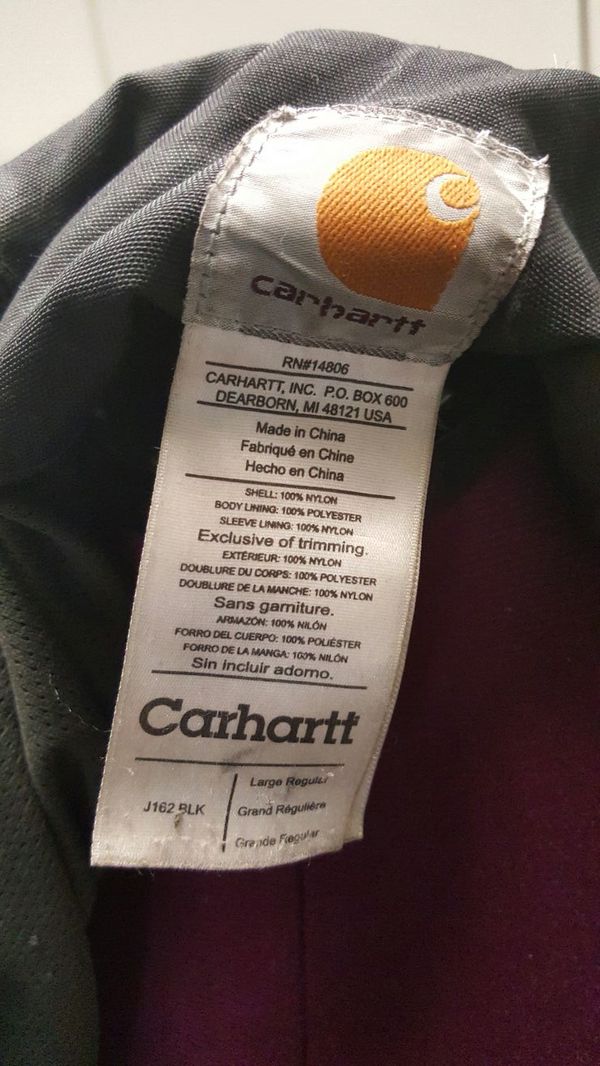 carhartt
RN#14806
CARHARTT, INC. P.O. BOX 600
DEARBORN, MI 48121 USA
Made in China
Fabriqué en Chine
Hecho en China
SHELL: 100% NYLON
BODY LINING: 100% POLYESTER
SLEEVE LINING: 100% NYLON
Exclusive of trimming.
EXTÉRIEUR: 100% NYLON
DOUBLURE DU CORPS: 100% POLYESTER
DOUBLURE DE LA MANCHE: 100% NYLON
Sans garniture.
ARMAZÓN: 100% NILÓN
FORRO DEL CUERPO: 100% POLIÉSTER
FORRO DE LA MANGA: 100% NILÓN
Sin incluir adorno.
Carhartt
J162 BLK
Large Regular
Grand Régulière
Grande Regular